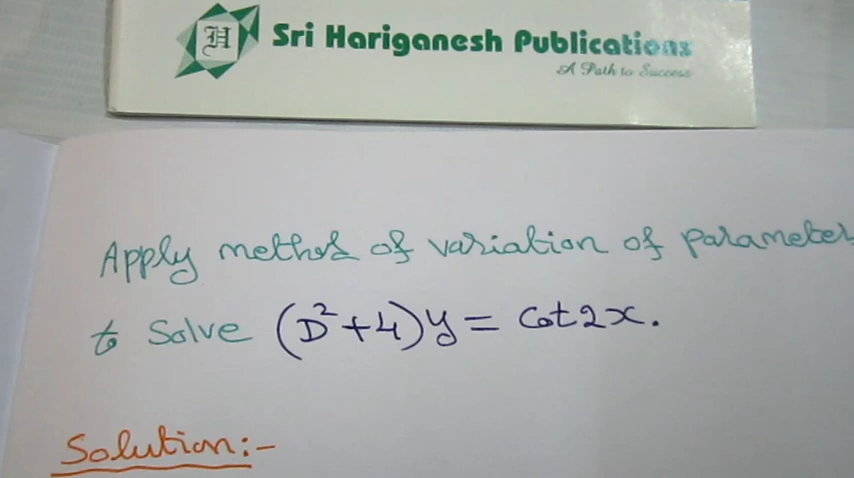 H
Sri Hariganesh Publications
A Path to Success
Apply method of variation of parameter
to Solve (D²+4)y = Cot2x.
Solution:-